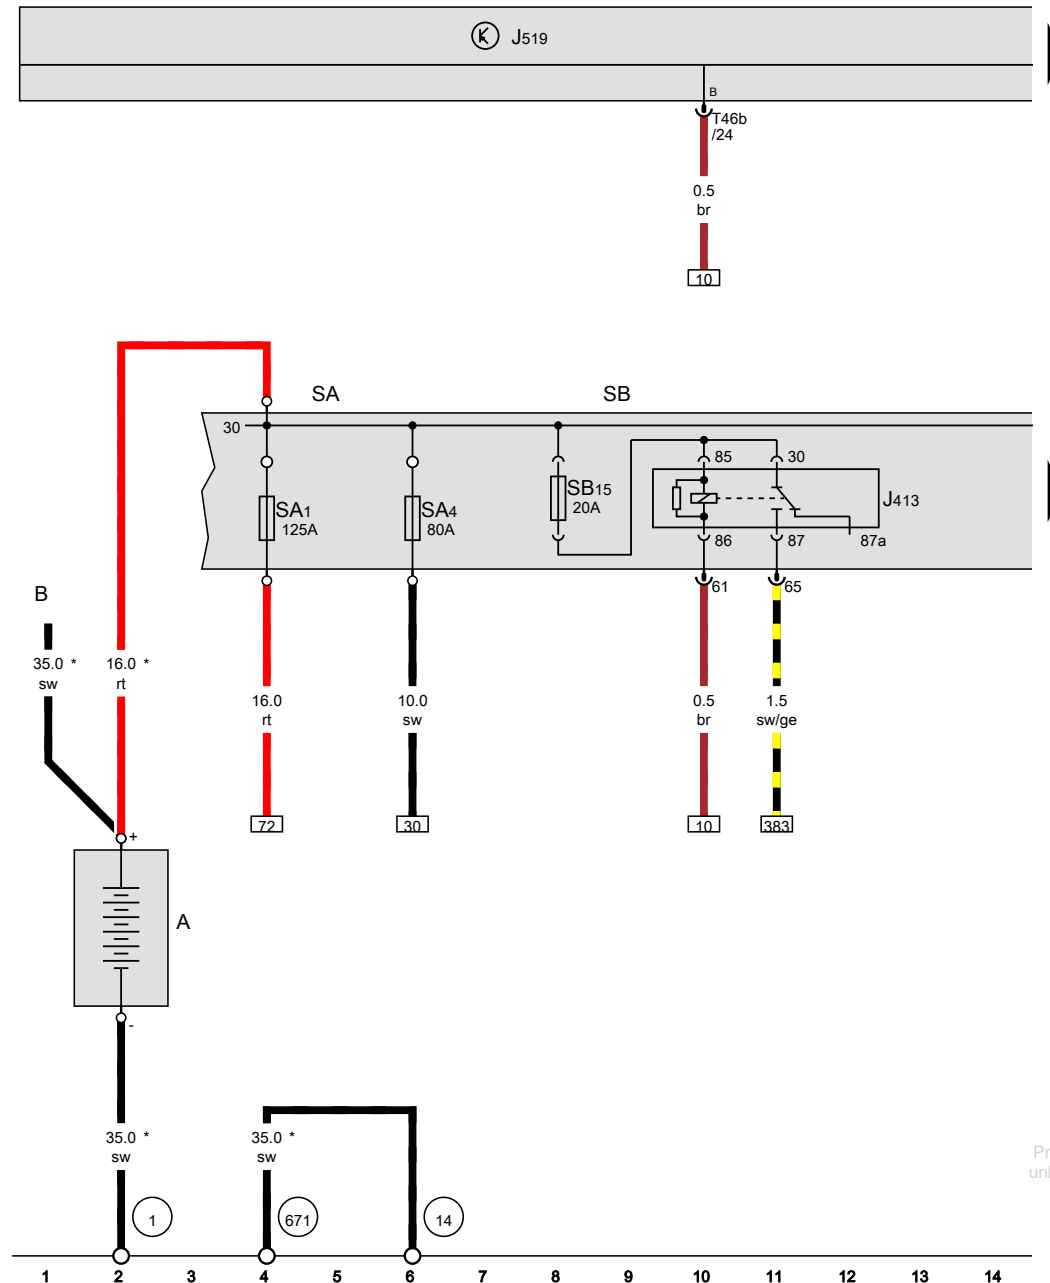 J519
B
T46b
/24
0.5
br
10
SA SB
30
85 30
SA1
125A
SA4
80A
SB15
20A
J413
86 87 87a
61 65
B
35.0 *
sw
16.0 *
rt
16.0
rt
10.0
sw
0.5
br
1.5
sw/ge
72 30 10 383
+
A
-
35.0 *
sw
35.0 *
sw
1 671 14
1 2 3 4 5 6 7 8 9 10 11 12 13 14